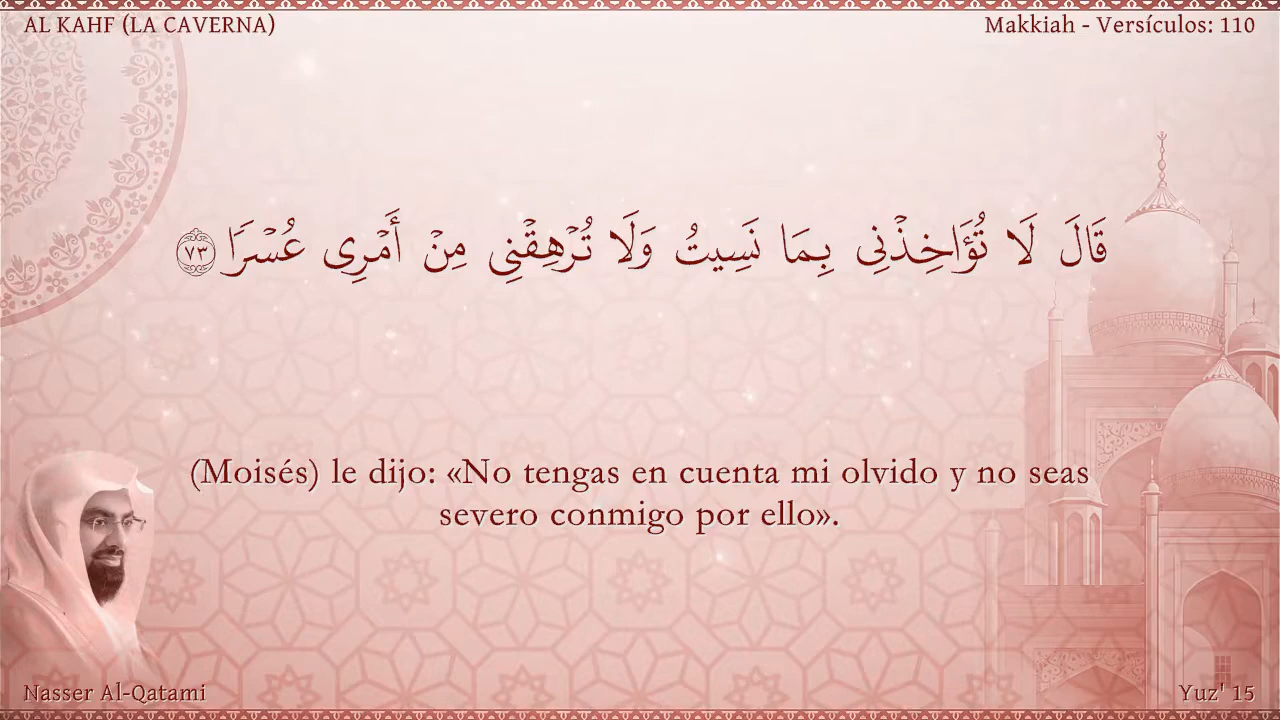 AL KAHF (LA CAVERNA)
Makkiah - Versículos: 110
قَالَ لَا تُؤَاخِذْنِى بِمَا نَسِيتُ وَلَا تُرْهِقْنِى مِنْ أَمْرِى عُسْرًا ٧٣
(Moisés) le dijo: «No tengas en cuenta mi olvido y no seas
severo conmigo por ello».
Nasser Al-Qatami
Yuz' 15